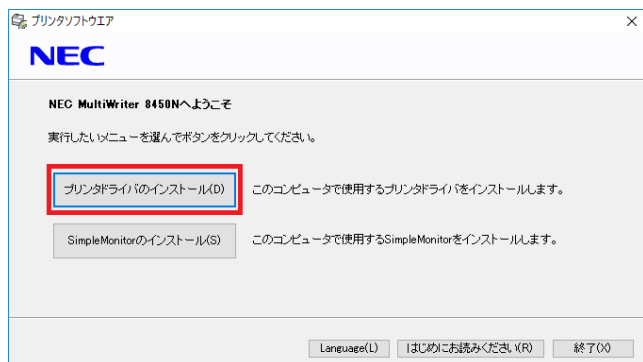 プリンタソフトウエア
NEC
NEC MultiWriter 8450Nへようこそ
実行したいメニューを選んでボタンをクリックしてください。
プリンタドライバのインストール(D) このコンピュータで使用するプリンタドライバをインストールします。
SimpleMonitorのインストール(S) このコンピュータで使用するSimpleMonitorをインストールします。
Language(L) はじめにお読みください(R) 終了(X)